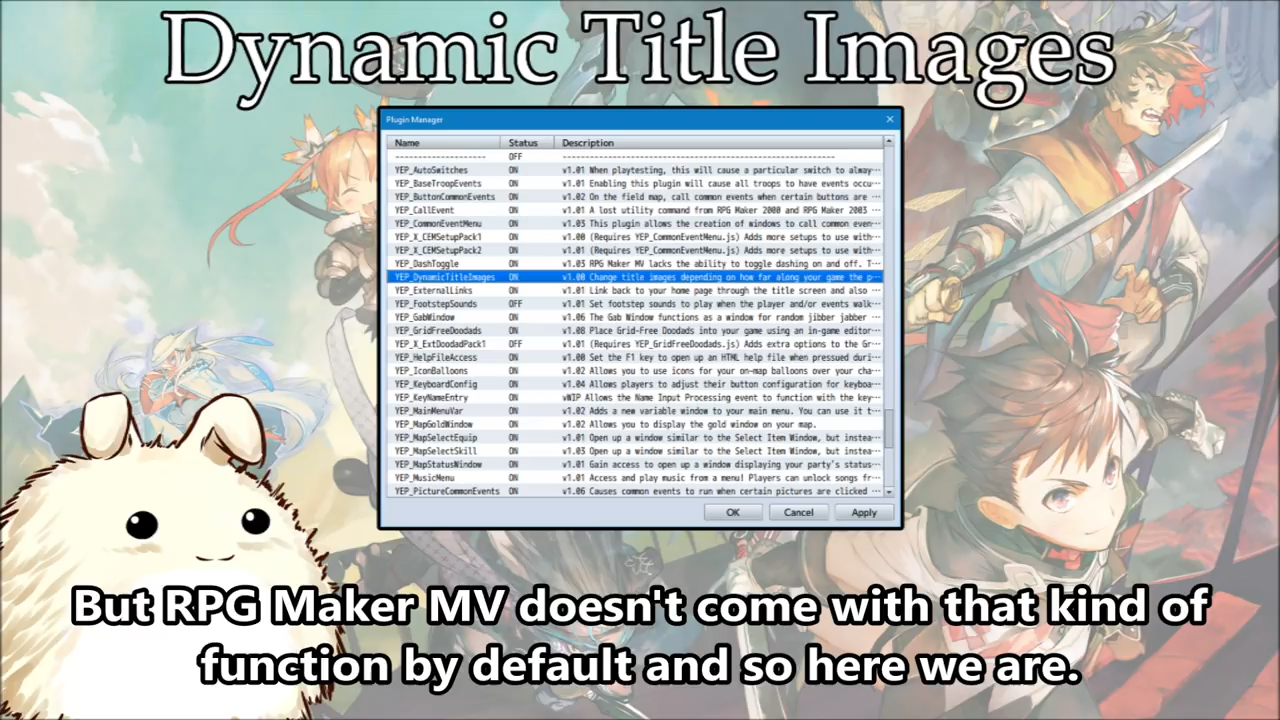 Dynamic Title Images
Plugin Manager
Name Status Description
-------------------- OFF ------------------------------------------------------------
YEP_AutoSwitches ON v1.01 When playtesting, this will cause a particular switch to alway···
YEP_BaseTroopEvents ON v1.01 Enabling this plugin will cause all troops to have events occu···
YEP_ButtonCommonEvents ON v1.02 On the field map, call common events when certain buttons are ···
YEP_CallEvent ON v1.01 A lost utility command from RPG Maker 2000 and RPG Maker 2003 ···
YEP_CommonEventMenu ON v1.03 This plugin allows the creation of windows to call common even···
YEP_X_CEMSetupPack1 ON v1.00 (Requires YEP_CommonEventMenu.js) Adds more setups to use with···
YEP_X_CEMSetupPack2 ON v1.01 (Requires YEP_CommonEventMenu.js) Adds more setups to use with···
YEP_DashToggle ON v1.03 RPG Maker MV lacks the ability to toggle dashing on and off. T···
YEP_DynamicTitleImages ON v1.00 Change title images depending on how far along your game the p···
YEP_ExternalLinks ON v1.01 Link back to your home page through the title screen and also ···
YEP_FootstepSounds OFF v1.01 Set footstep sounds to play when the player and/or events walk···
YEP_GabWindow ON v1.06 The Gab Window functions as a window for random jibber jabber ···
YEP_GridFreeDoodads ON v1.08 Place Grid-Free Doodads into your game using an in-game editor···
YEP_X_ExtDoodadPack1 OFF v1.01 (Requires YEP_GridFreeDoodads.js) Adds extra options to the Gr···
YEP_HelpFileAccess ON v1.00 Set the F1 key to open up an HTML help file when pressed duri···
YEP_IconBalloons ON v1.02 Allows you to use icons for your on-map balloons over your cha···
YEP_KeyboardConfig ON v1.04 Allows players to adjust their button configuration for keyboa···
YEP_KeyNameEntry ON vWIP Allows the Name Input Processing event to function with the key···
YEP_MainMenuVar ON v1.02 Adds a new variable window to your main menu. You can use it t···
YEP_MapGoldWindow ON v1.02 Allows you to display the gold window on your map.
YEP_MapSelectEquip ON v1.01 Open up a window similar to the Select Item Window, but instea···
YEP_MapSelectSkill ON v1.03 Open up a window similar to the Select Item Window, but instea···
YEP_MapStatusWindow ON v1.01 Gain access to open up a window displaying your party's status···
YEP_MusicMenu ON v1.01 Access and play music from a menu! Players can unlock songs fr···
YEP_PictureCommonEvents ON v1.06 Causes common events to run when certain pictures are clicked ···
OK Cancel Apply
But RPG Maker MV doesn't come with that kind of
function by default and so here we are.